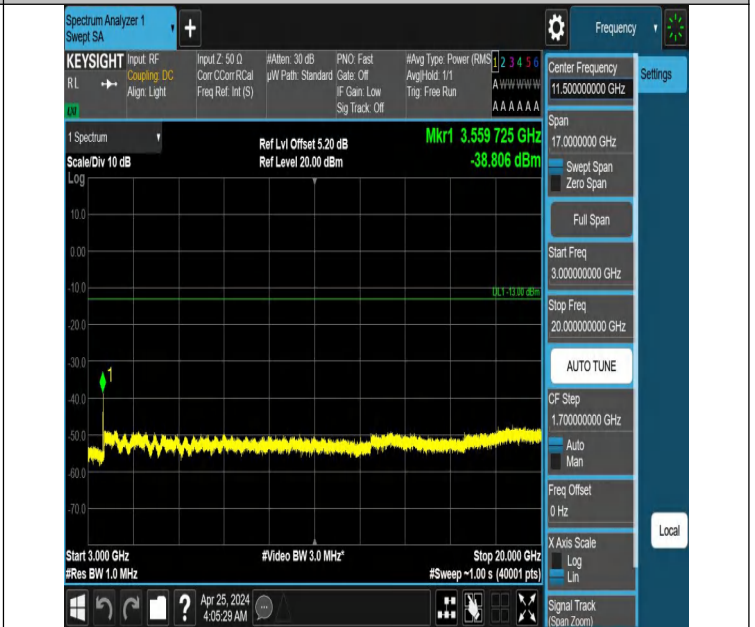 Spectrum Analyzer 1
Swept SA
+
Frequency
KEYSIGHT
RL
LXI
Input: RF
Coupling: DC
Align: Light
Input Z: 50 Ω
Corr CCorr RCal
Freq Ref: Int (S)
#Atten: 30 dB
µW Path: Standard
PNO: Fast
Gate: Off
IF Gain: Low
Sig Track: Off
#Avg Type: Power (RMS
Avg|Hold: 1/1
Trig: Free Run
1 2 3 4 5 6
A W W W W W
A A A A A A
1 Spectrum
Scale/Div 10 dB
Log
Ref Lvl Offset 5.20 dB
Ref Level 20.00 dBm
Mkr1 3.559 725 GHz
-38.806 dBm
10.0
0.00
-10.0
DL1 -13.00 dBm
-20.0
-30.0
1
-40.0
-50.0
-60.0
-70.0
Start 3.000 GHz
#Res BW 1.0 MHz
#Video BW 3.0 MHz*
Stop 20.000 GHz
#Sweep ~1.00 s (40001 pts)
?
Apr 25, 2024
4:05:29 AM
Center Frequency
11.500000000 GHz
Settings
Span
17.0000000 GHz
Swept Span
Zero Span
Full Span
Start Freq
3.000000000 GHz
Stop Freq
20.000000000 GHz
AUTO TUNE
CF Step
1.700000000 GHz
Auto
Man
Freq Offset
0 Hz
X Axis Scale
Log
Lin
Local
Signal Track
(Span Zoom)